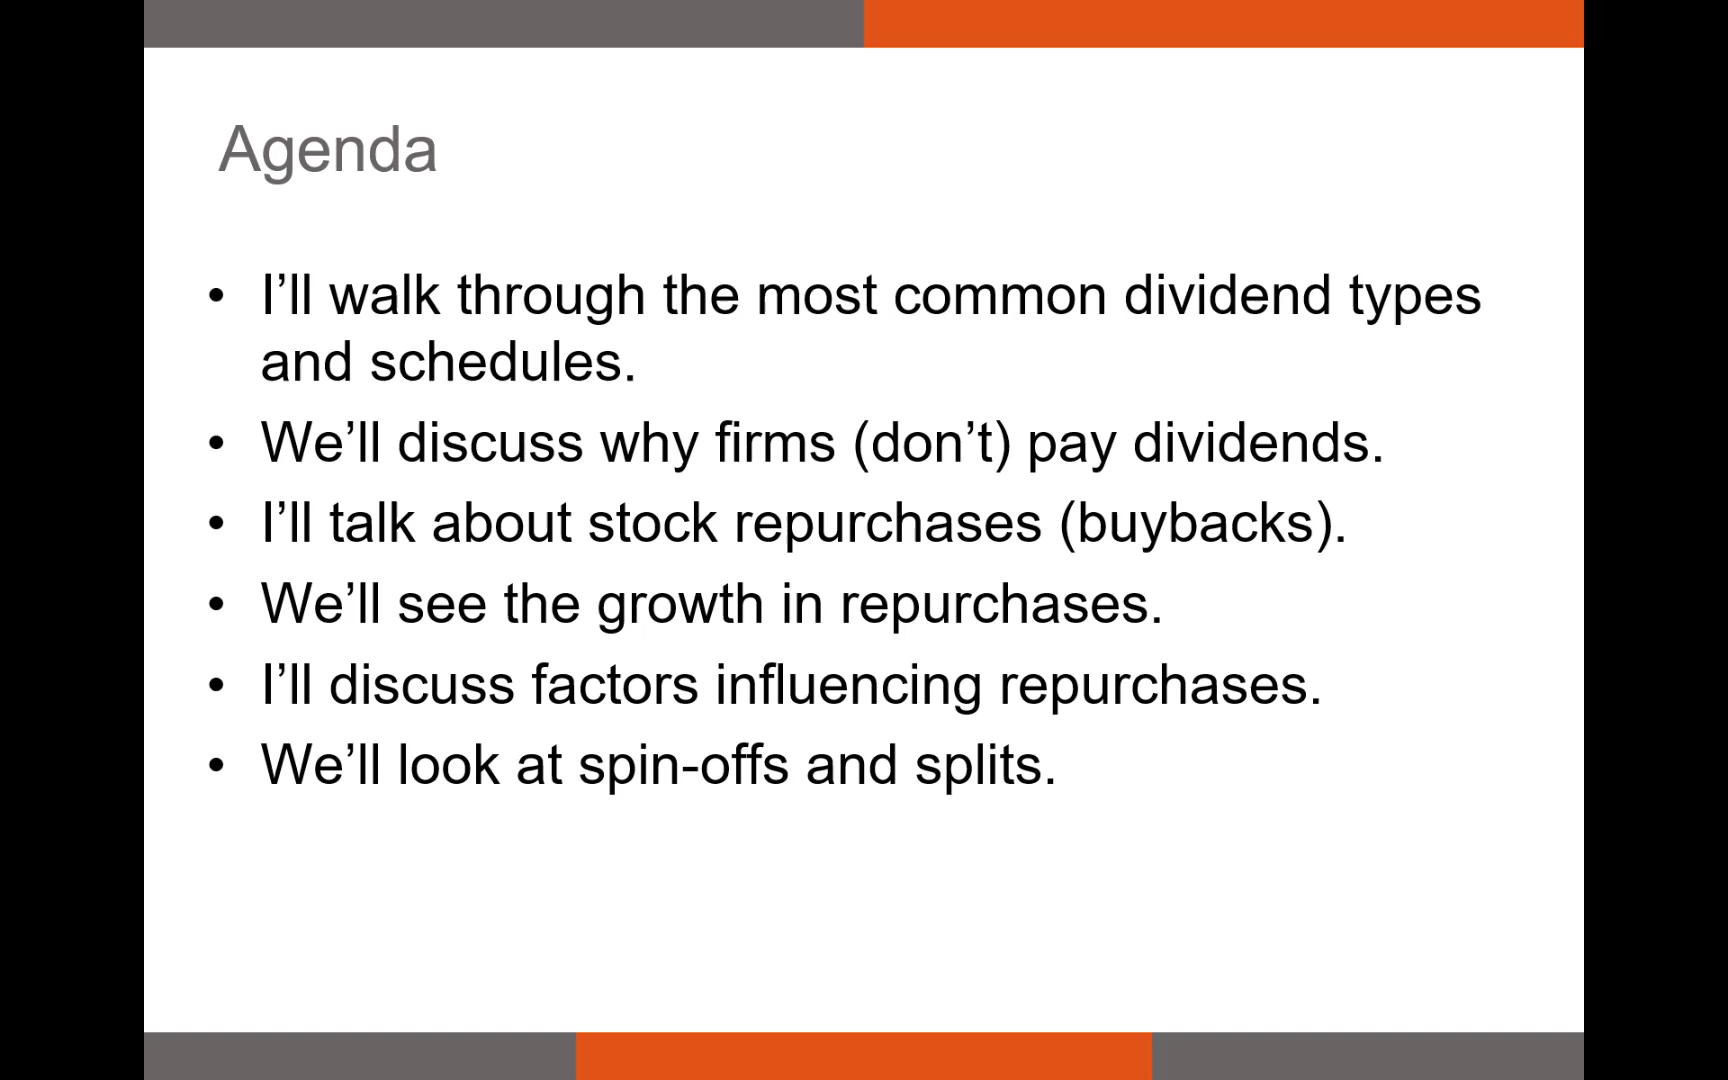 Agenda
• I’ll walk through the most common dividend types
and schedules.
• We’ll discuss why firms (don’t) pay dividends.
• I’ll talk about stock repurchases (buybacks).
• We’ll see the growth in repurchases.
• I’ll discuss factors influencing repurchases.
• We’ll look at spin-offs and splits.